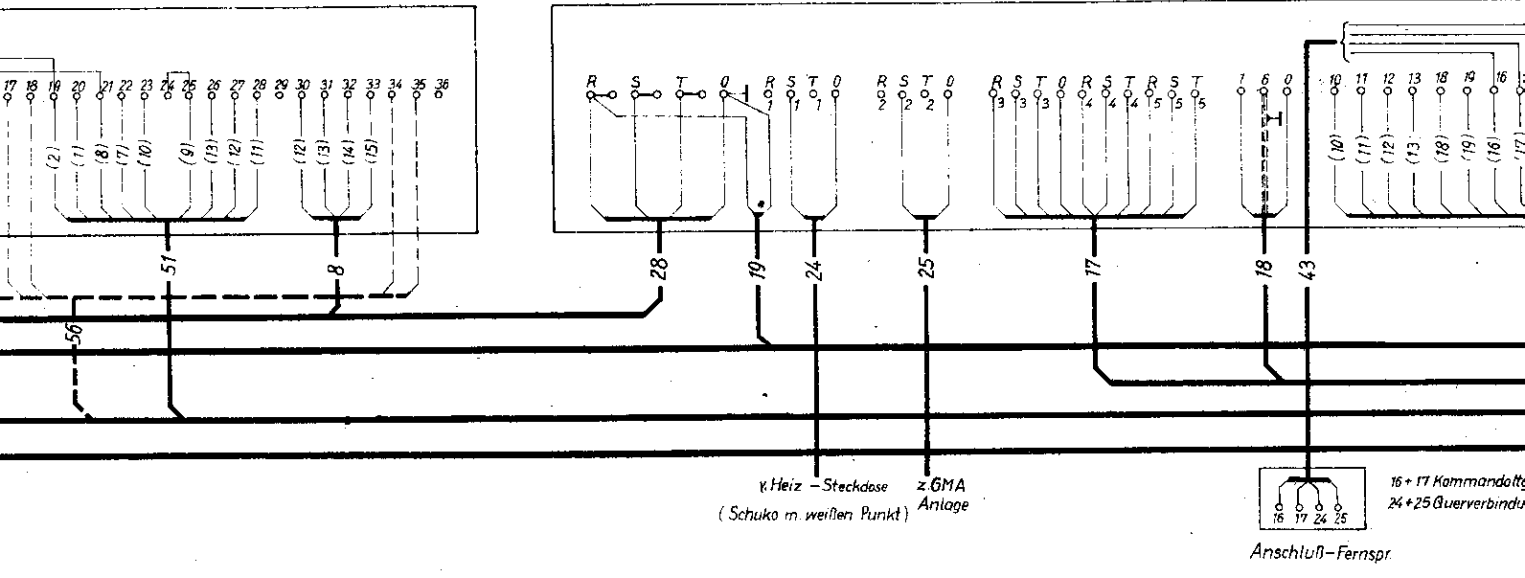 17 18 19 20 21 22 23 24 25 26 27 28 29 30 31 32 33 34 35 36
(2) (1) (8) (7) (10) (9) (13) (12) (11) (12) (13) (14) (15)
R S T 0 R S T 0 R S T 0 R S T 0 R S T R S T 1 6 0 10 11 12 13 18 19 16
1 1 1 2 2 2 3 3 3 4 4 4 5 5 5
(10) (11) (12) (13) (18) (19) (16) (17)
51 8 28 19 24 25 17 18 43
56
v. Heiz - Steckdose
(Schuko m. weißen Punkt)
z. GMA
Anlage
16 17 24 25
Anschluß-Fernspr.
16 + 17 Kommandoltg
24 + 25 Querverbindu